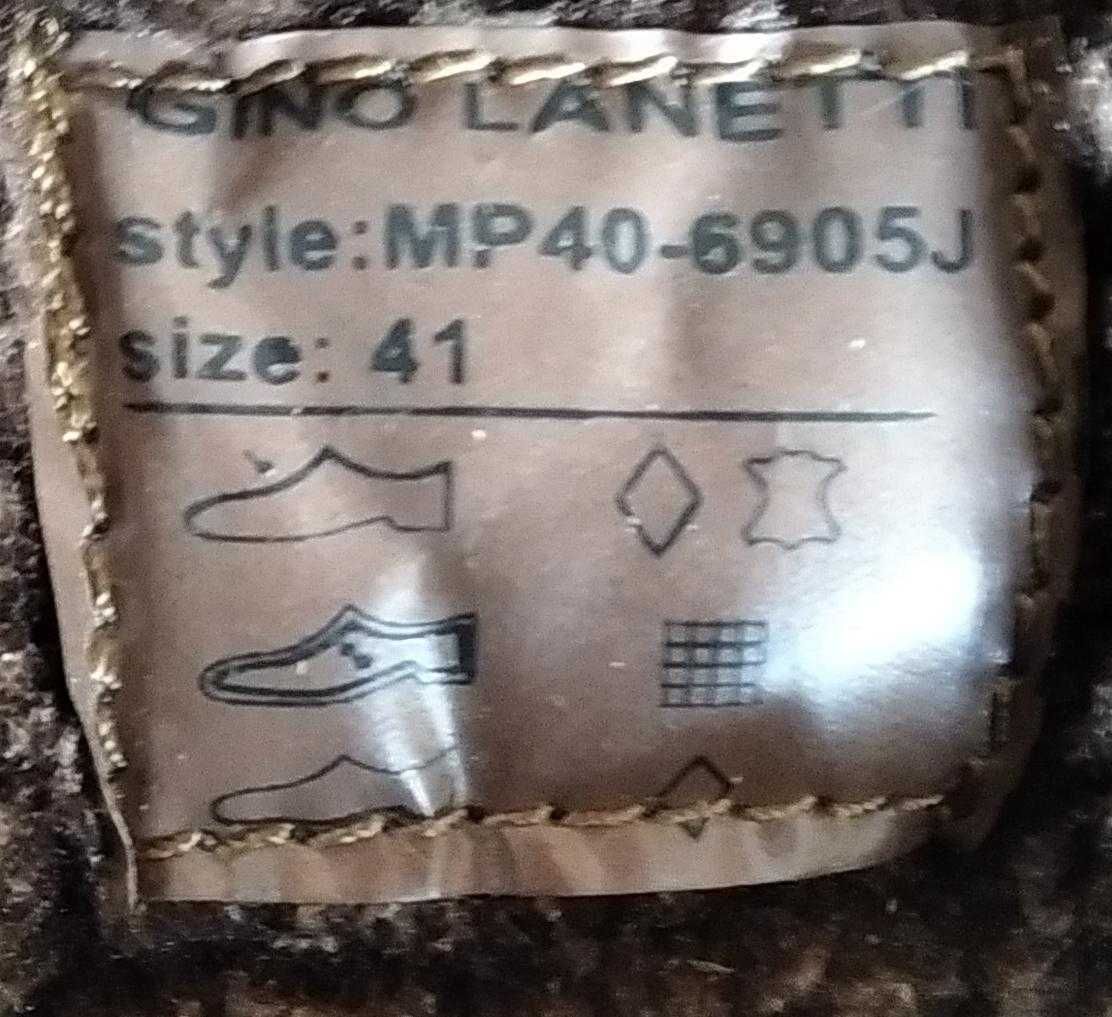 GINO LANETTI
style:MP40-6905J
size: 41